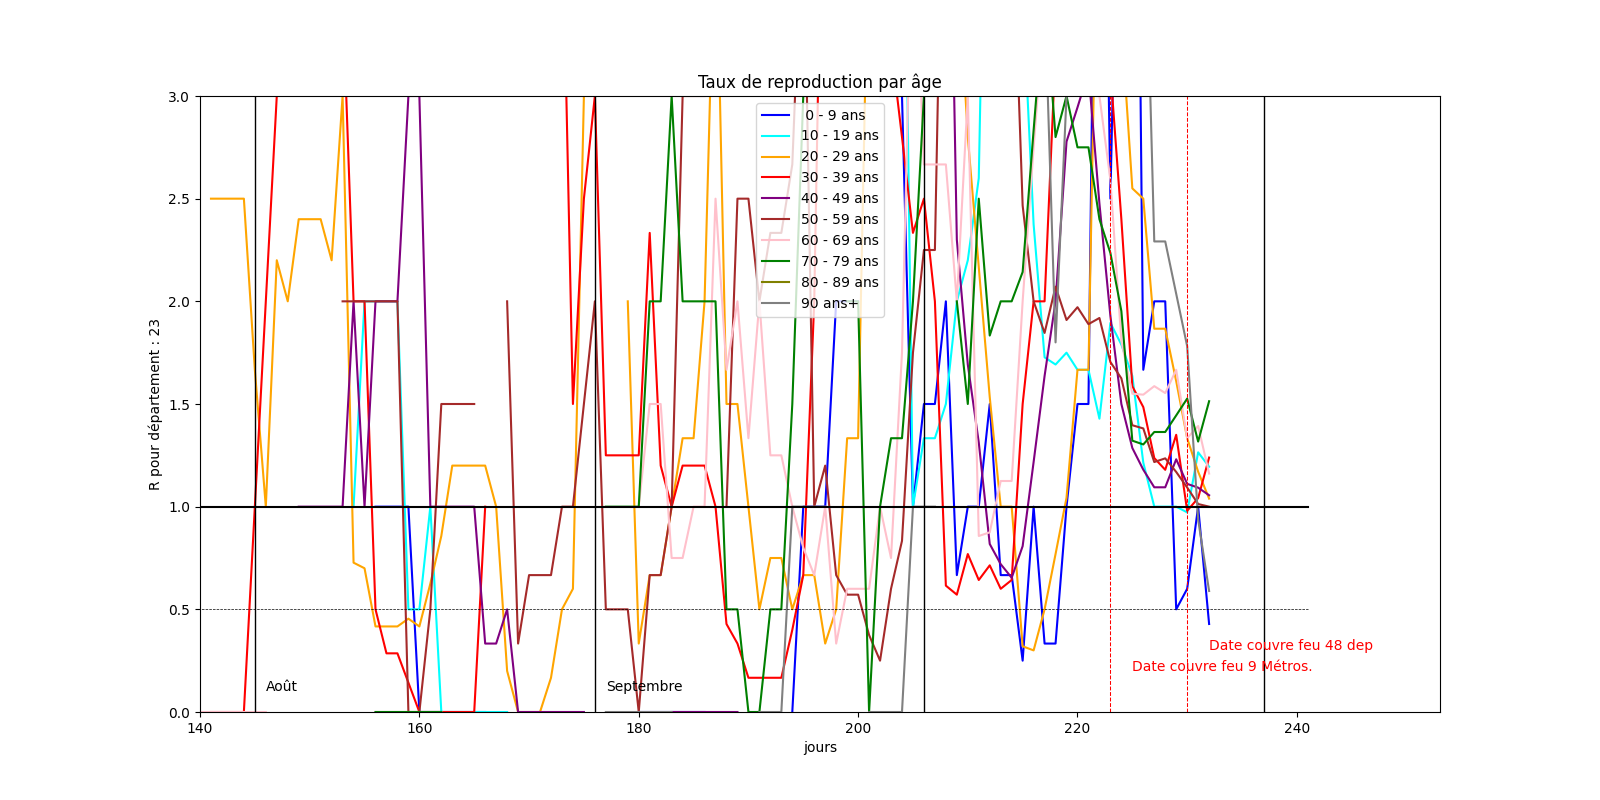 Taux de reproduction par âge
R pour département : 23
3.0
2.5
2.0
1.5
1.0
0.5
0.0
0 - 9 ans
10 - 19 ans
20 - 29 ans
30 - 39 ans
40 - 49 ans
50 - 59 ans
60 - 69 ans
70 - 79 ans
80 - 89 ans
90 ans+
Date couvre feu 48 dep
Date couvre feu 9 Métros.
Août
Septembre
140
160
180
200
220
240
jours